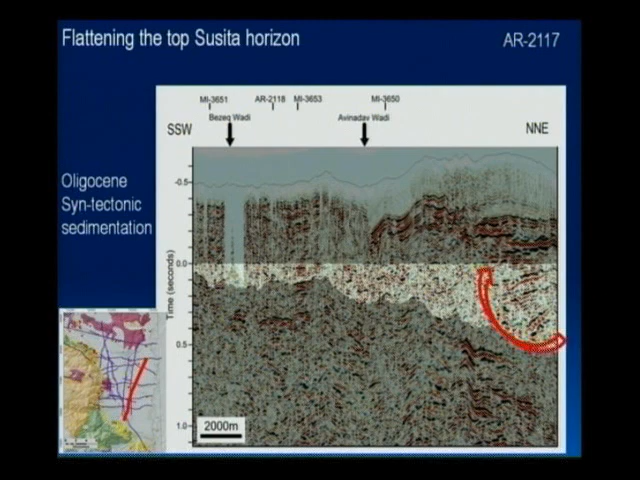 Flattening the top Susita horizon
AR-2117
MI-3651 AR-2118 MI-3653 MI-3650
Bezeq Wadi Avinadav Wadi
SSW NNE
Oligocene
Syn-tectonic
sedimentation
-0.5
0.0
0.5
1.0
Time (seconds)
2000m